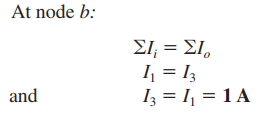 At node b:
ΣI_i = ΣI_o
I_1 = I_3
and I_3 = I_1 = 1 A